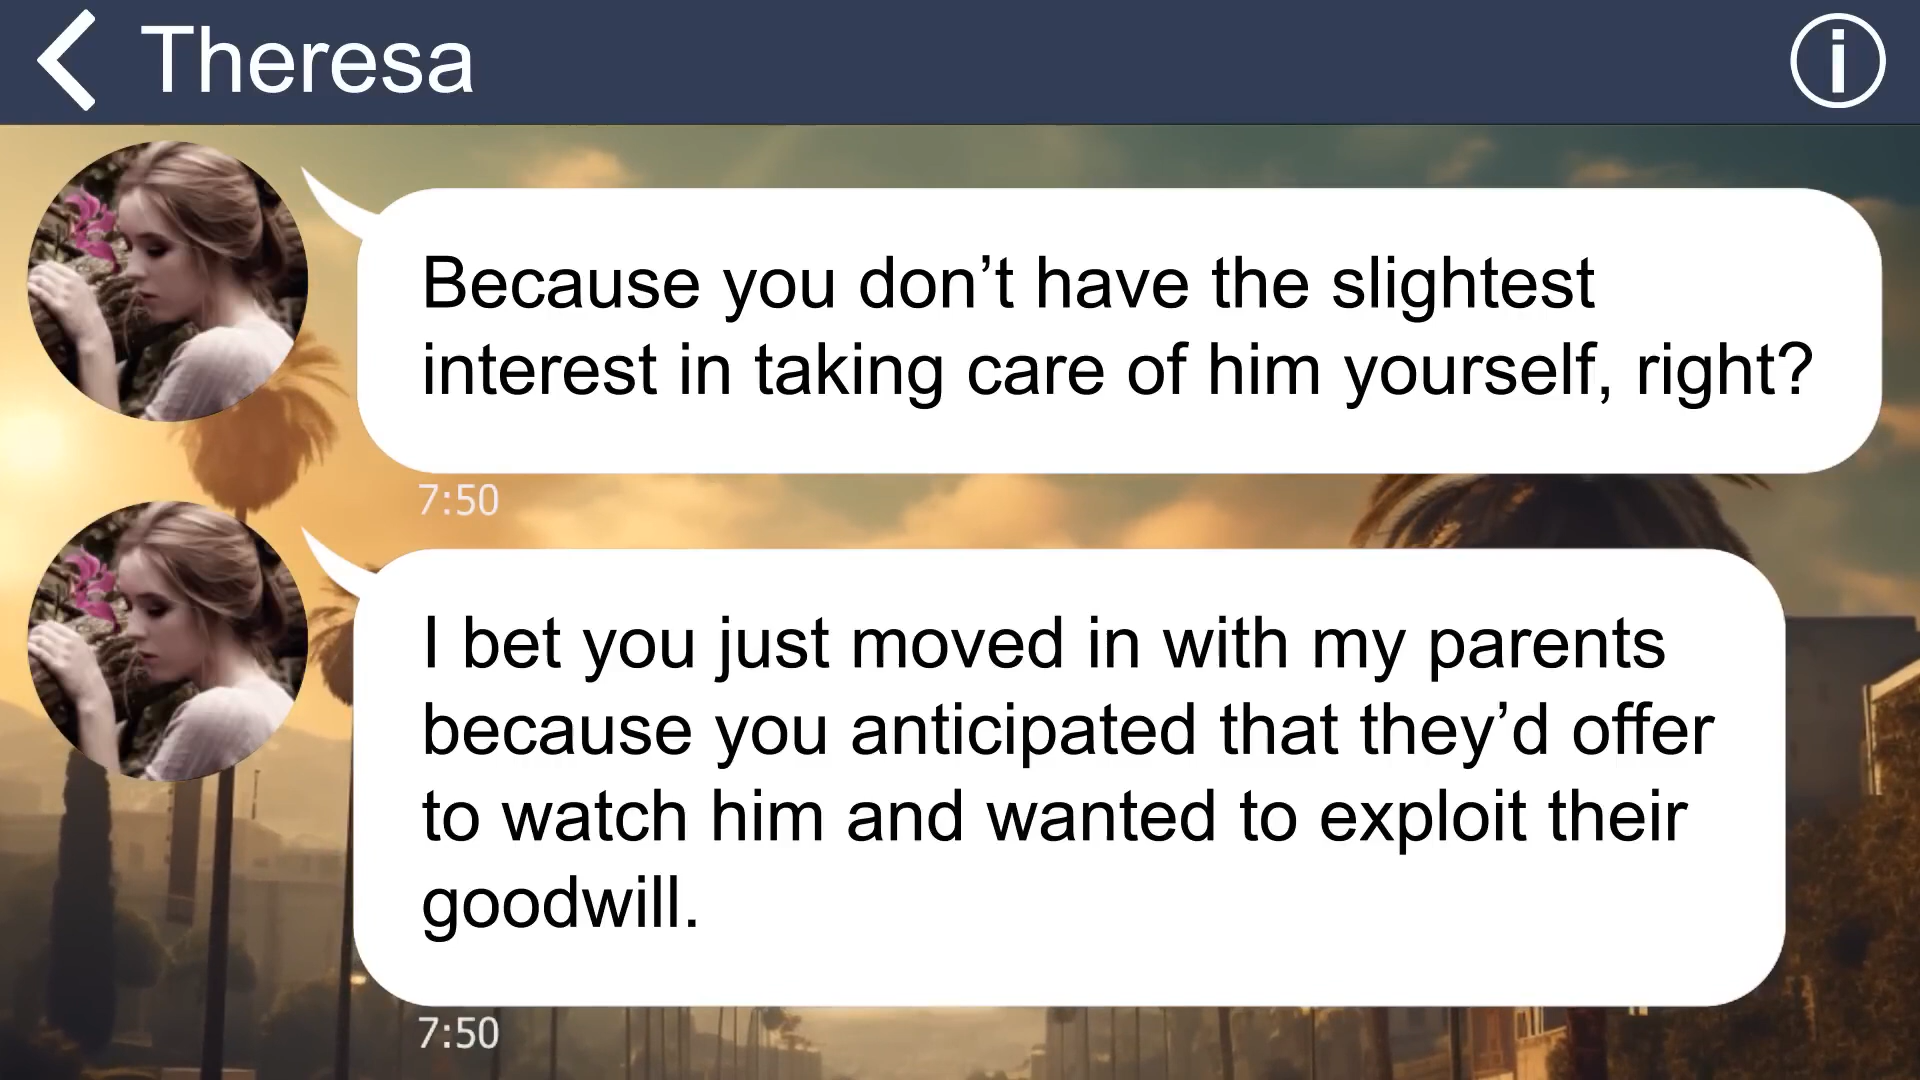 Theresa
Because you don’t have the slightest
interest in taking care of him yourself, right?
7:50
I bet you just moved in with my parents
because you anticipated that they’d offer
to watch him and wanted to exploit their
goodwill.
7:50